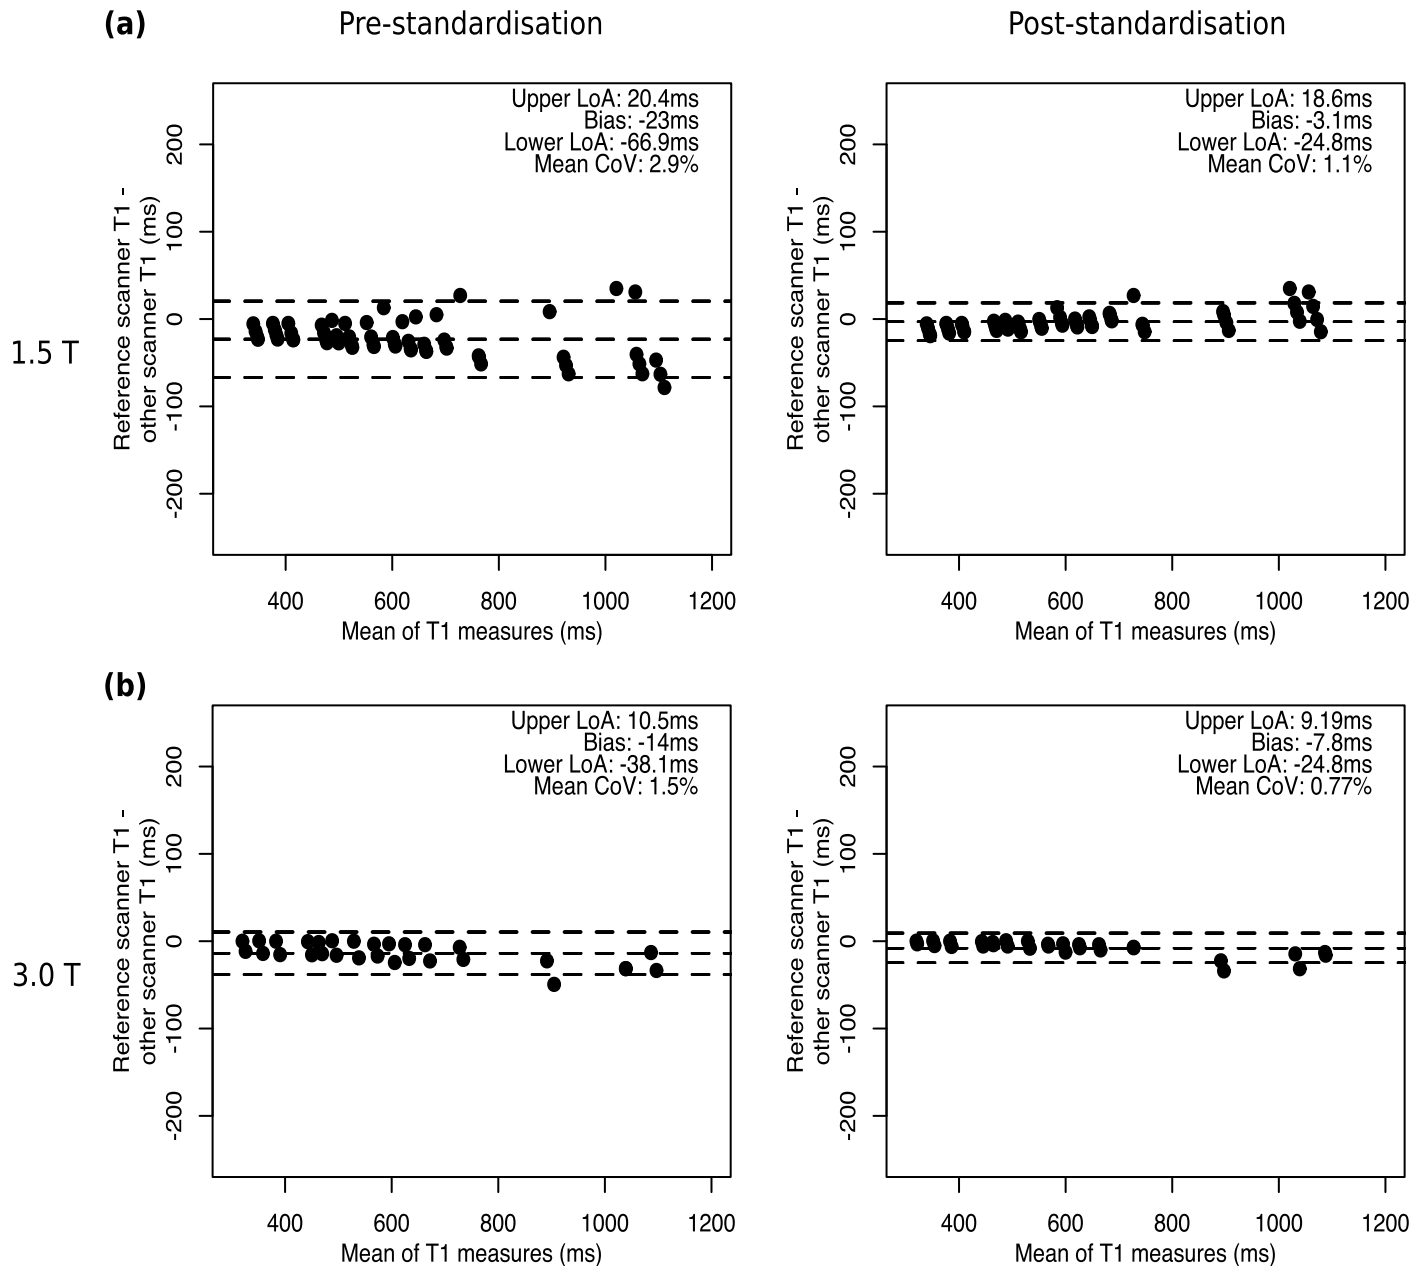 (a)
Pre-standardisation
Post-standardisation
1.5 T
Reference scanner T1 -
other scanner T1 (ms)
200
100
0
-100
-200
Upper LoA: 20.4ms
Bias: -23ms
Lower LoA: -66.9ms
Mean CoV: 2.9%
400 600 800 1000 1200
Mean of T1 measures (ms)
Reference scanner T1 -
other scanner T1 (ms)
200
100
0
-100
-200
Upper LoA: 18.6ms
Bias: -3.1ms
Lower LoA: -24.8ms
Mean CoV: 1.1%
400 600 800 1000 1200
Mean of T1 measures (ms)
(b)
3.0 T
Reference scanner T1 -
other scanner T1 (ms)
200
100
0
-100
-200
Upper LoA: 10.5ms
Bias: -14ms
Lower LoA: -38.1ms
Mean CoV: 1.5%
400 600 800 1000 1200
Mean of T1 measures (ms)
Reference scanner T1 -
other scanner T1 (ms)
200
100
0
-100
-200
Upper LoA: 9.19ms
Bias: -7.8ms
Lower LoA: -24.8ms
Mean CoV: 0.77%
400 600 800 1000 1200
Mean of T1 measures (ms)